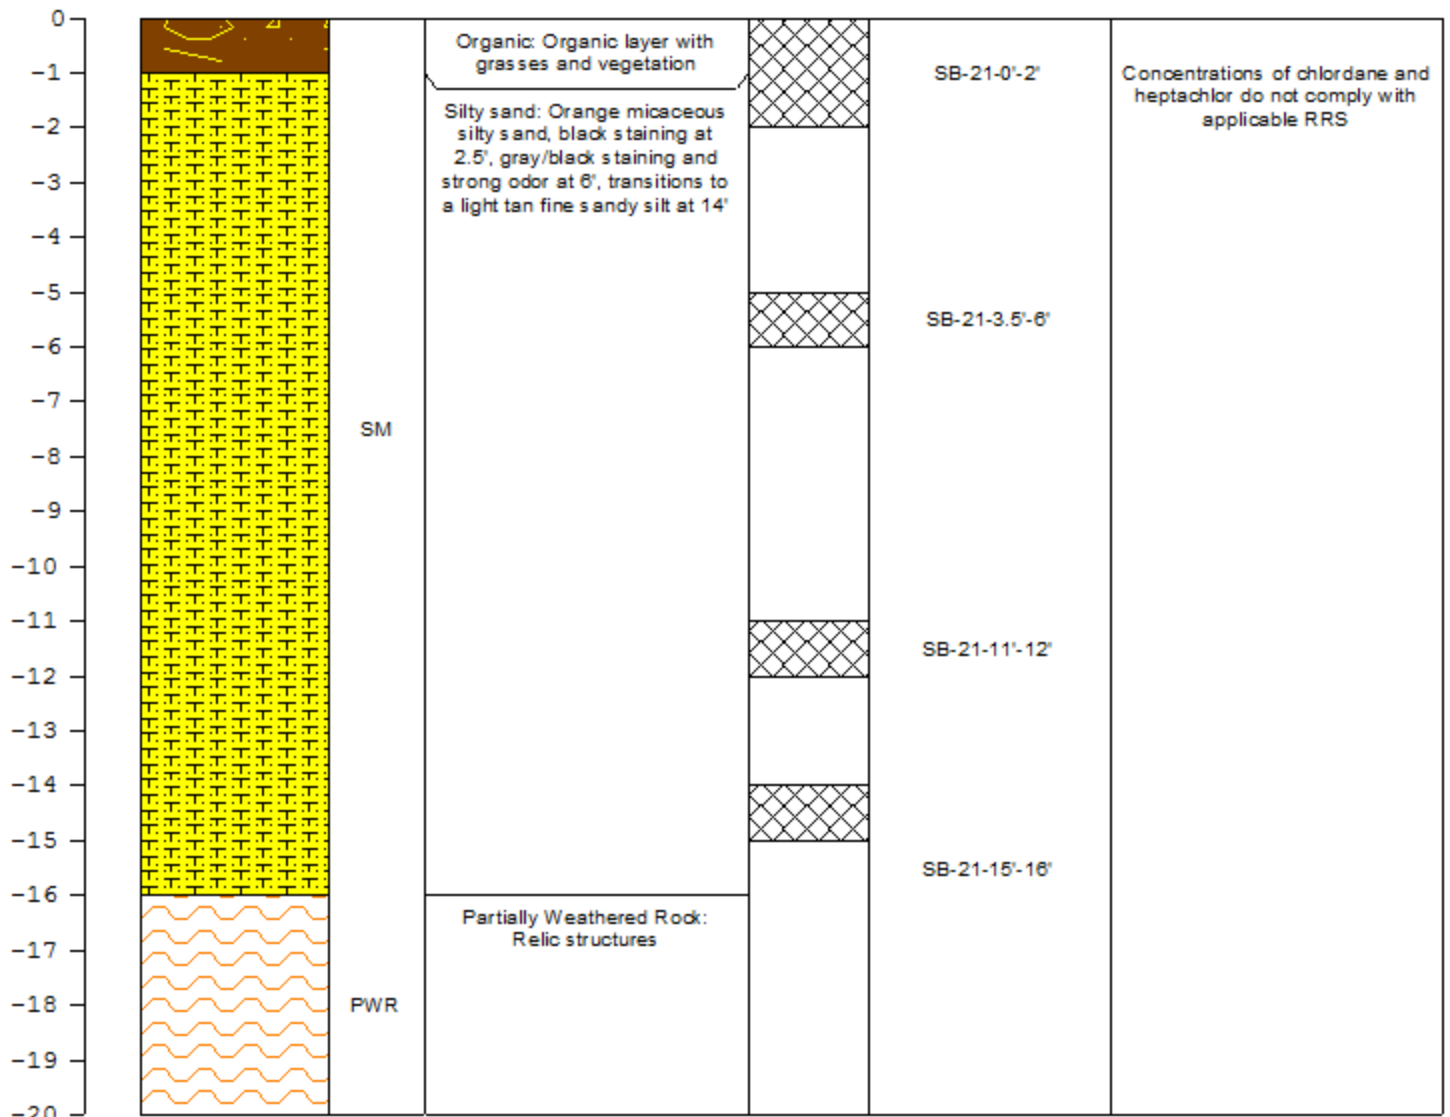 0
-1
-2
-3
-4
-5
-6
-7
-8
-9
-10
-11
-12
-13
-14
-15
-16
-17
-18
-19
-20
SM
PWR
Organic: Organic layer with
grasses and vegetation
Silty sand: Orange micaceous
silty sand, black staining at
2.5', gray/black staining and
strong odor at 6', transitions to
a light tan fine sandy silt at 14'
Partially Weathered Rock:
Relic structures
SB-21-0'-2'
SB-21-3.5'-6'
SB-21-11'-12'
SB-21-15'-16'
Concentrations of chlordane and
heptachlor do not comply with
applicable RRS